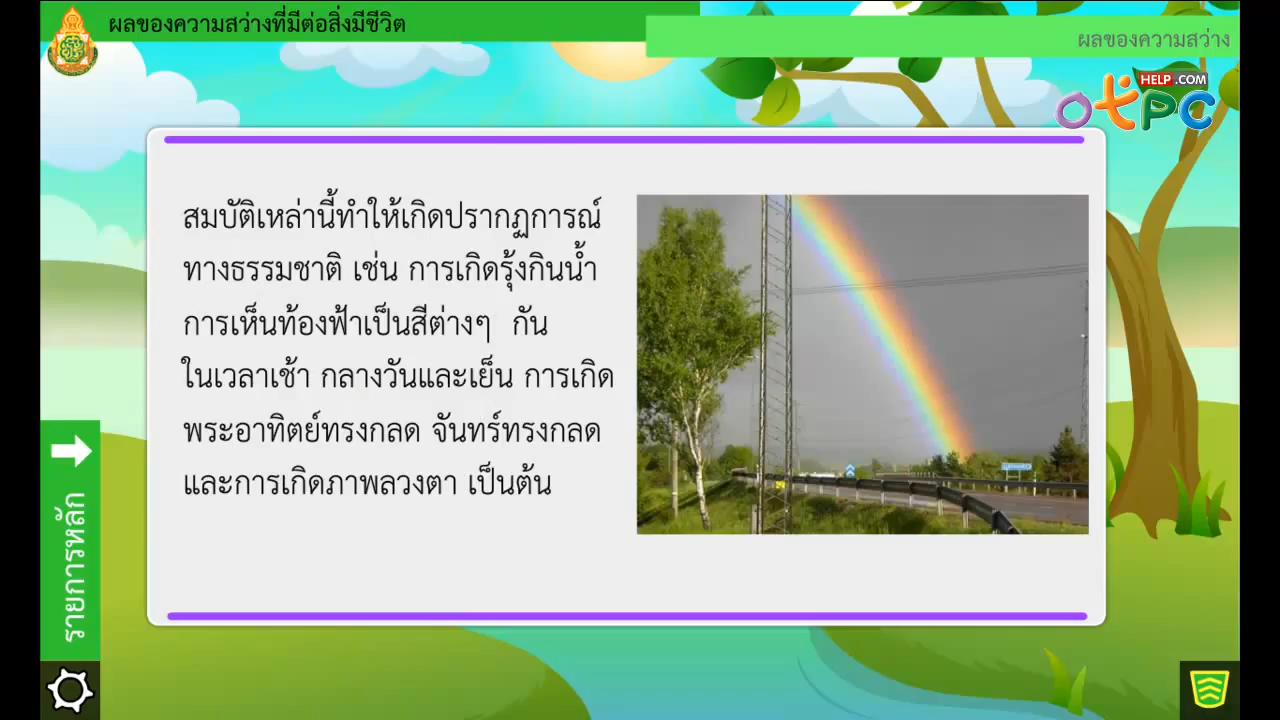 ผลของความสว่างที่มีต่อสิ่งมีชีวิต
ผลของความสว่าง
HELP .COM
OTPC
สมบัติเหล่านี้ทำให้เกิดปรากฏการณ์
ทางธรรมชาติ เช่น การเกิดรุ้งกินน้ำ
การเห็นท้องฟ้าเป็นสีต่างๆ กัน
ในเวลาเช้า กลางวันและเย็น การเกิด
พระอาทิตย์ทรงกลด จันทร์ทรงกลด
และการเกิดภาพลวงตา เป็นต้น
รายการหลัก